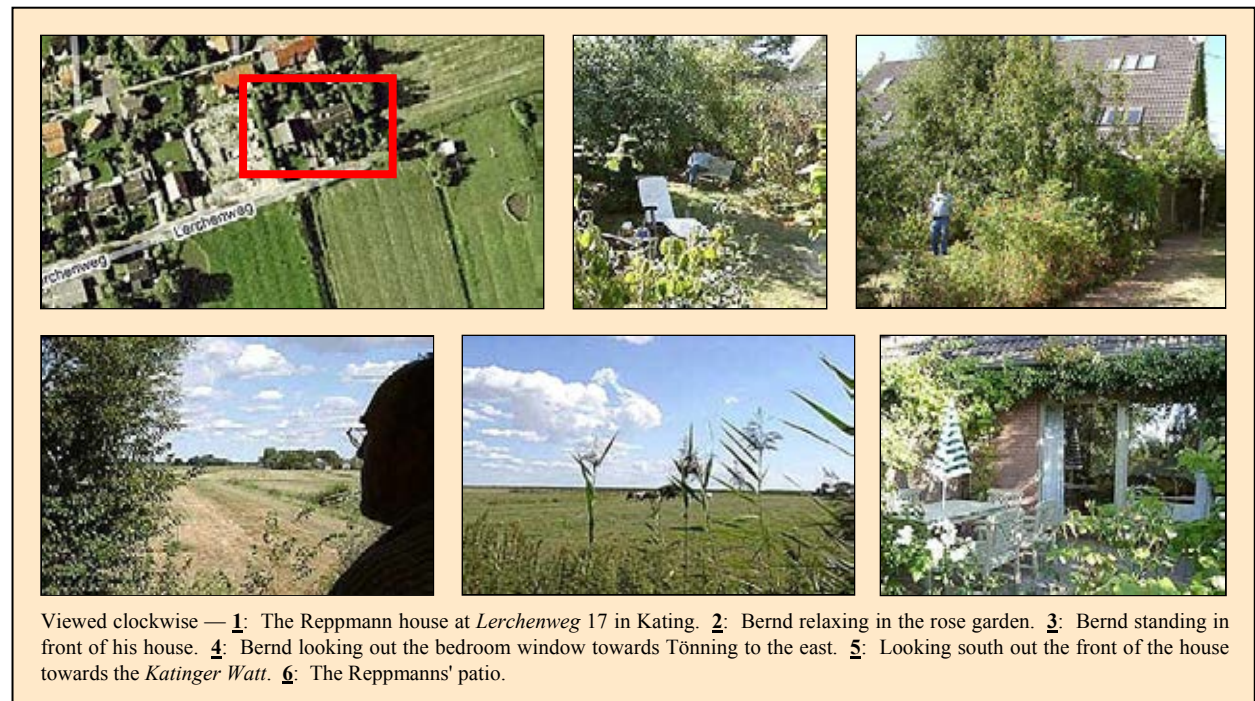 Lerchenweg
rchenweg
Viewed clockwise — 1: The Reppmann house at Lerchenweg 17 in Kating. 2: Bernd relaxing in the rose garden. 3: Bernd standing in
front of his house. 4: Bernd looking out the bedroom window towards Tönning to the east. 5: Looking south out the front of the house
towards the Katinger Watt. 6: The Reppmanns' patio.